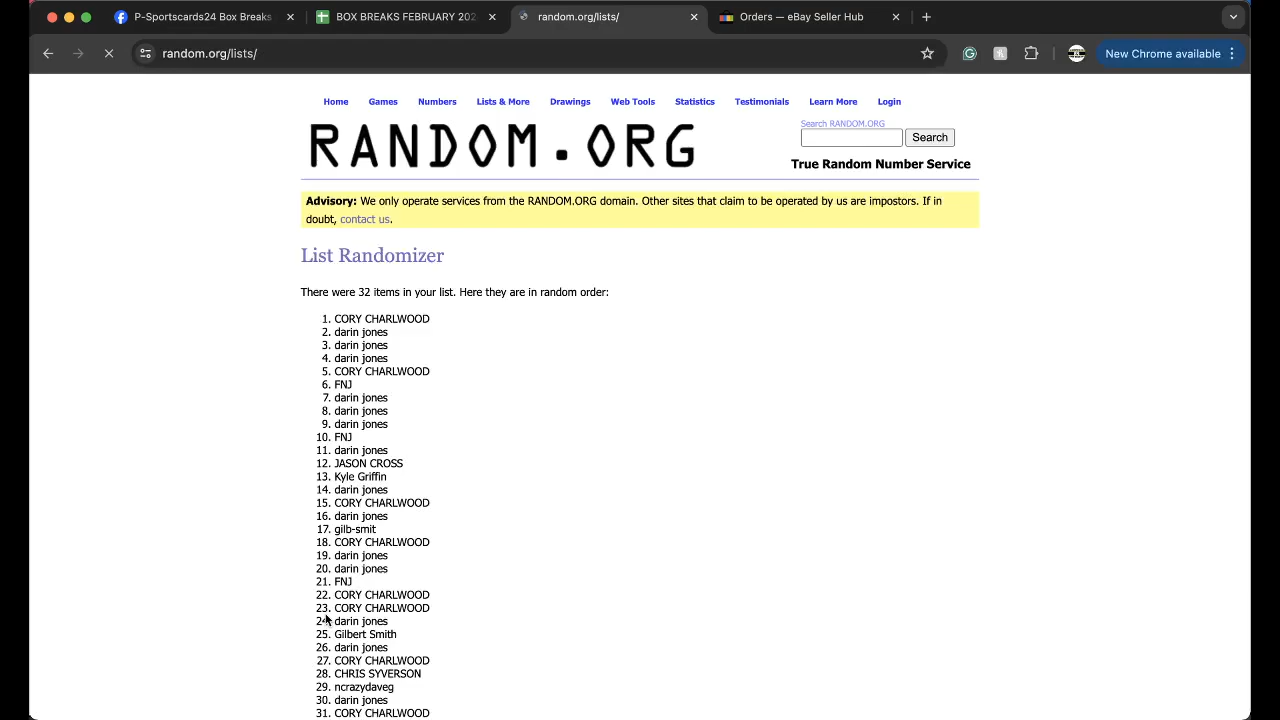 P-Sportscards24 Box Breaks
BOX BREAKS FEBRUARY 202
random.org/lists/
Orders — eBay Seller Hub
random.org/lists/
New Chrome available
Home Games Numbers Lists & More Drawings Web Tools Statistics Testimonials Learn More Login
RANDOM.ORG
Search RANDOM.ORG
Search
True Random Number Service
Advisory: We only operate services from the RANDOM.ORG domain. Other sites that claim to be operated by us are impostors. If in
doubt, contact us.
List Randomizer
There were 32 items in your list. Here they are in random order:
1. CORY CHARLWOOD
2. darin jones
3. darin jones
4. darin jones
5. CORY CHARLWOOD
6. FNJ
7. darin jones
8. darin jones
9. darin jones
10. FNJ
11. darin jones
12. JASON CROSS
13. Kyle Griffin
14. darin jones
15. CORY CHARLWOOD
16. darin jones
17. gilb-smit
18. CORY CHARLWOOD
19. darin jones
20. darin jones
21. FNJ
22. CORY CHARLWOOD
23. CORY CHARLWOOD
24. darin jones
25. Gilbert Smith
26. darin jones
27. CORY CHARLWOOD
28. CHRIS SYVERSON
29. ncrazydaveg
30. darin jones
31. CORY CHARLWOOD